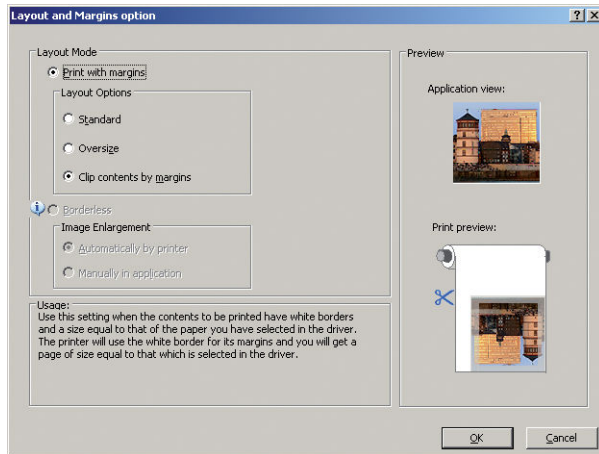 Layout and Margins option
Layout Mode
Print with margins
Layout Options
Standard
Oversize
Clip contents by margins
Borderless
Image Enlargement
Automatically by printer
Manually in application
Usage:
Use this setting when the contents to be printed have white borders
and a size equal to that of the paper you have selected in the driver.
The printer will use the white border for its margins and you will get a
page of size equal to that which is selected in the driver.
Preview
Application view:
Print preview:
OK
Cancel